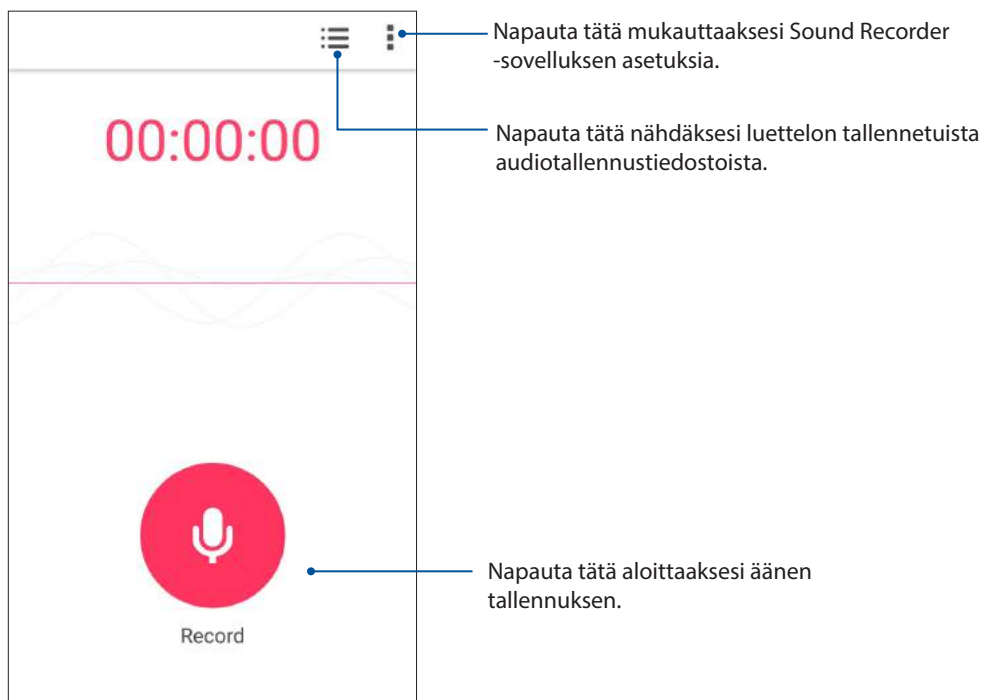 Napauta tätä mukauttaaksesi Sound Recorder
-sovelluksen asetuksia.
00:00:00
Napauta tätä nähdäksesi luettelon tallennetuista
audiotallennustiedostoista.
Napauta tätä aloittaaksesi äänen
tallennuksen.
Record